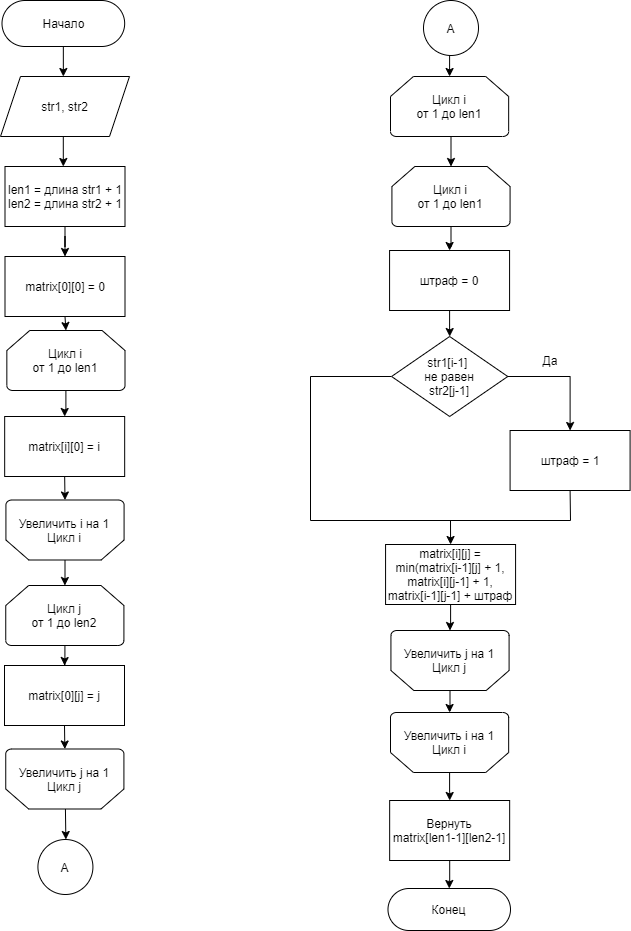 Начало
str1, str2
len1 = длина str1 + 1
len2 = длина str2 + 1
matrix[0][0] = 0
Цикл i
от 1 до len1
matrix[i][0] = i
Увеличить i на 1
Цикл i
Цикл j
от 1 до len2
matrix[0][j] = j
Увеличить j на 1
Цикл j
А
А
Цикл i
от 1 до len1
Цикл i
от 1 до len1
штраф = 0
str1[i-1]
не равен
str2[j-1]
Да
штраф = 1
matrix[i][j] =
min(matrix[i-1][j] + 1,
matrix[i][j-1] + 1,
matrix[i-1][j-1] + штраф
Увеличить j на 1
Цикл j
Увеличить i на 1
Цикл i
Вернуть
matrix[len1-1][len2-1]
Конец